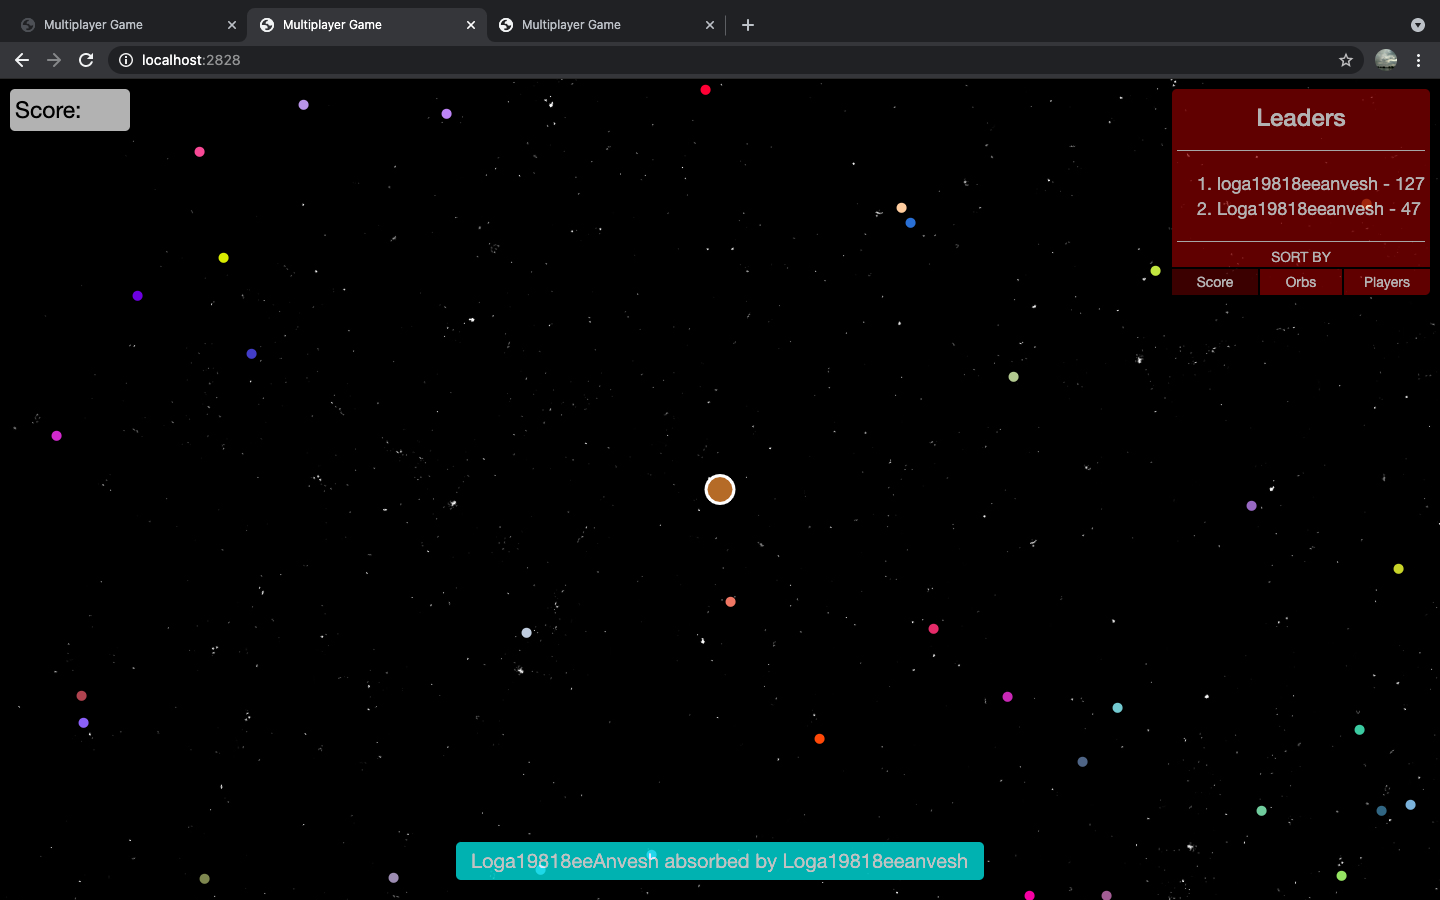 Multiplayer Game
Multiplayer Game
Multiplayer Game
localhost:2828
Score:
Leaders
1. loga19818eeanvesh - 127
2. Loga19818eeanvesh - 47
SORT BY
Score Orbs Players
Loga19818eeAnvesh absorbed by Loga19818eeanvesh